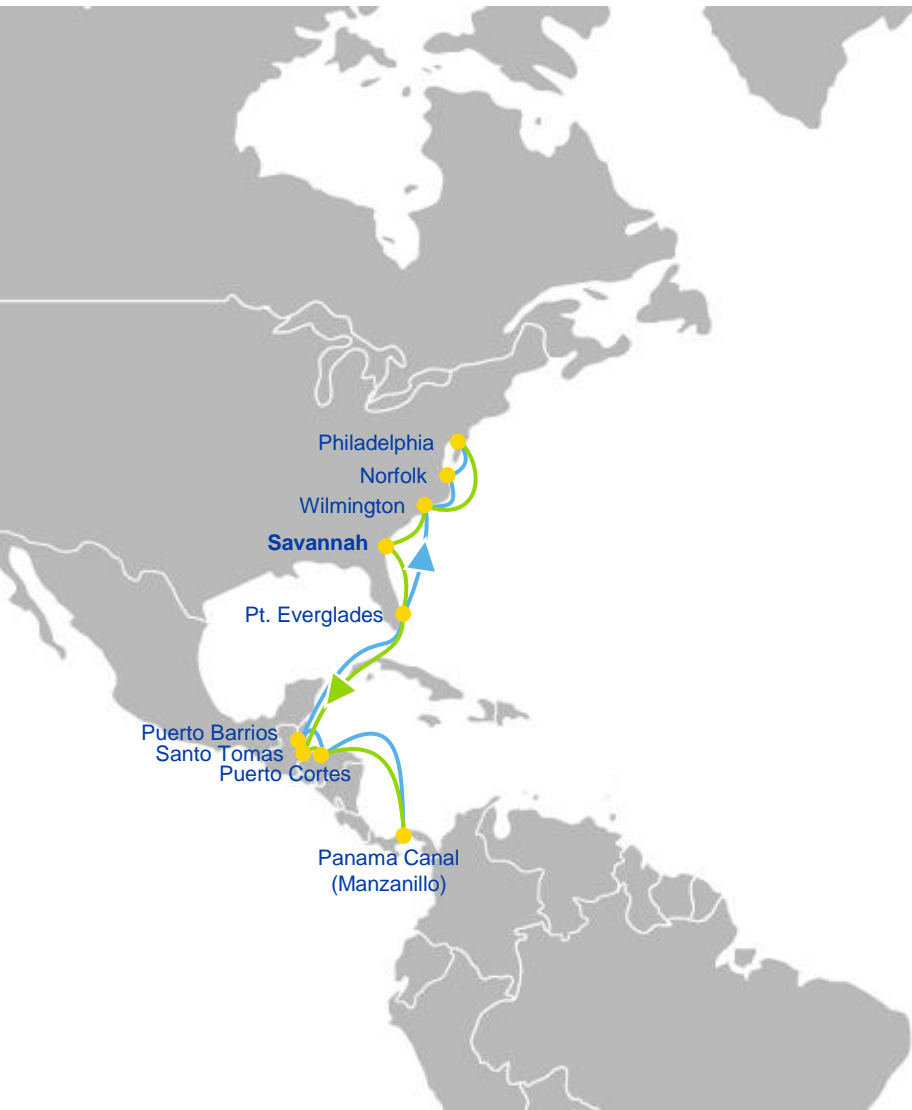 Philadelphia
Norfolk
Wilmington
Savannah
Pt. Everglades
Puerto Barrios
Santo Tomas
Puerto Cortes
Panama Canal
(Manzanillo)